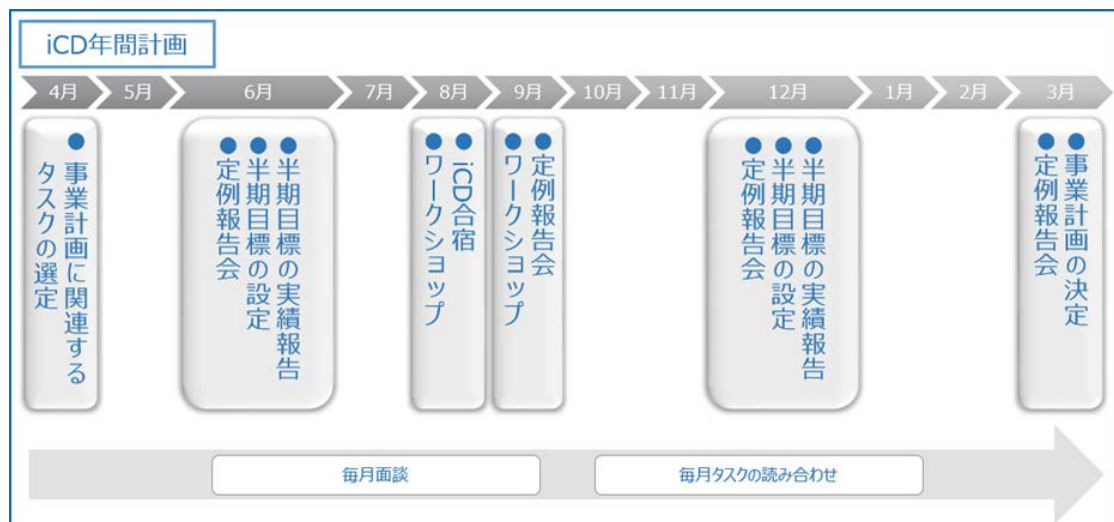 iCD年間計画
4月
5月
6月
7月
8月
9月
10月
11月
12月
1月
2月
3月
● 事業計画に関連する
タスクの選定
● 半期目標の実績報告
● 半期目標の設定
● 定例報告会
● iCD合宿
● ワークショップ
● 定例報告会
● ワークショップ
● 半期目標の実績報告
● 半期目標の設定
● 定例報告会
● 事業計画の決定
● 定例報告会
毎月面談
毎月タスクの読み合わせ